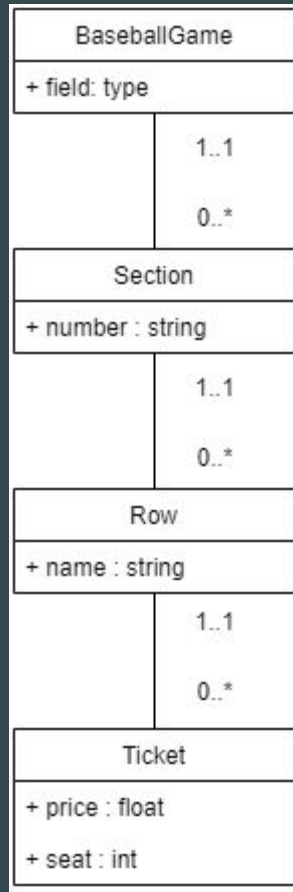 BaseballGame
+ field: type
1..1
0..*
Section
+ number : string
1..1
0..*
Row
+ name : string
1..1
0..*
Ticket
+ price : float
+ seat : int